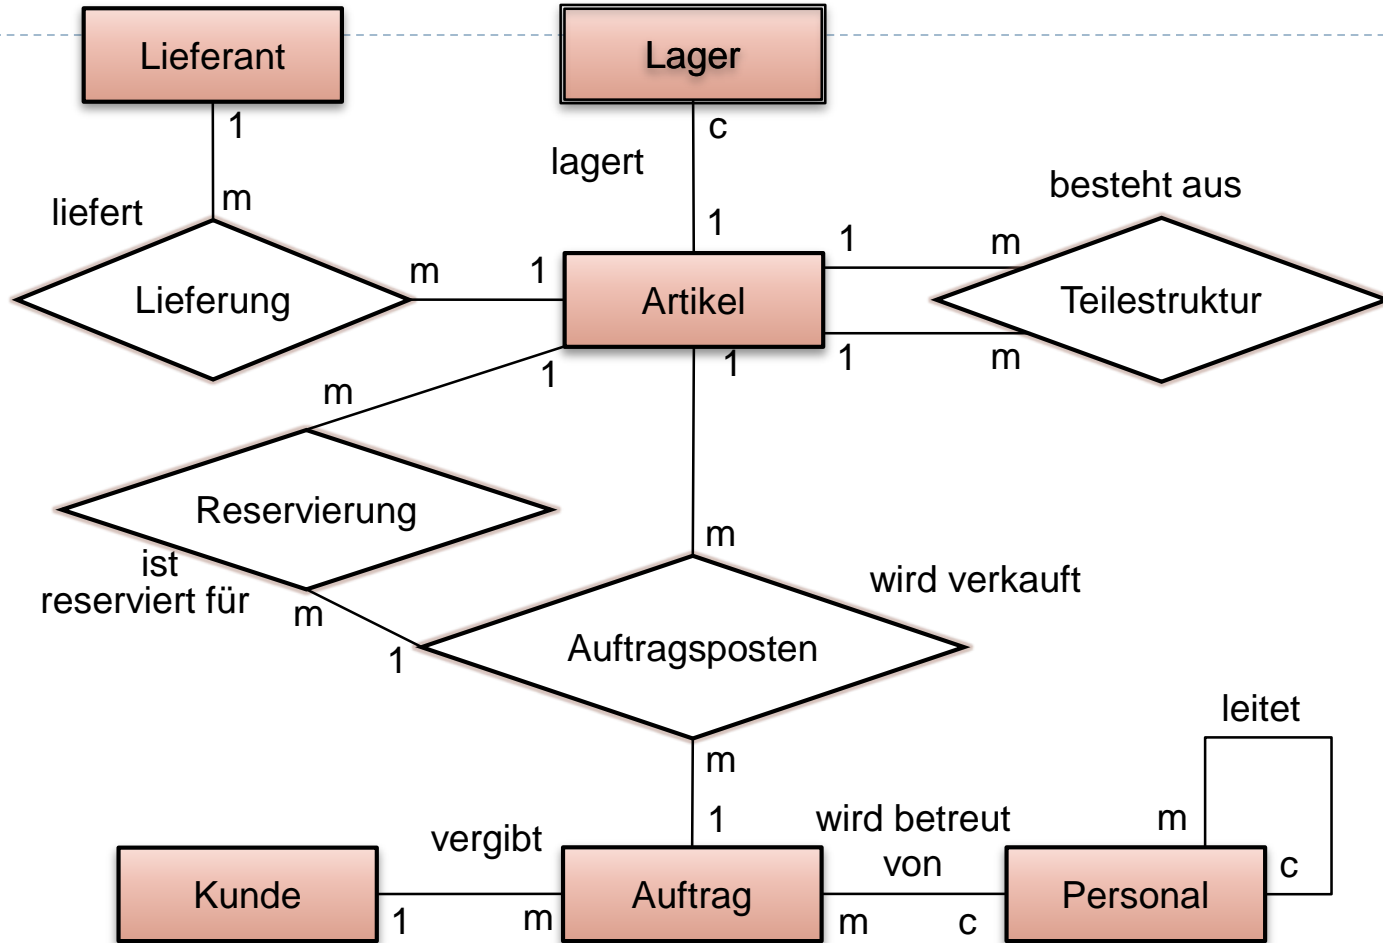 Lieferant
Lager
1
c
lagert
besteht aus
liefert
m
1
1
m
m
1
Lieferung
Artikel
Teilestruktur
1
1
1
m
m
Reservierung
m
ist
reserviert für
wird verkauft
m
1
Auftragsposten
leitet
m
1
wird betreut
von
m
vergibt
c
Kunde
Auftrag
Personal
1
m
m
c